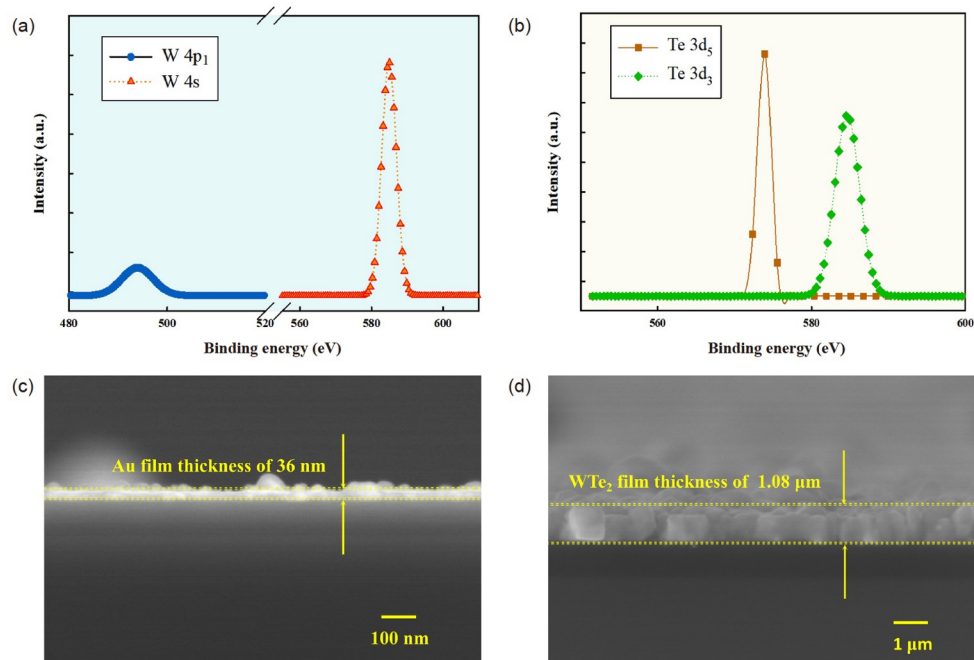 (a)
W 4p₁
W 4s
Intensity (a.u.)
480
500
520
560
580
600
Binding energy (eV)
(b)
Te 3d₅
Te 3d₃
Intensity (a.u.)
560
580
600
Binding energy (eV)
(c)
Au film thickness of 36 nm
100 nm
(d)
WTe₂ film thickness of 1.08 μm
1 μm